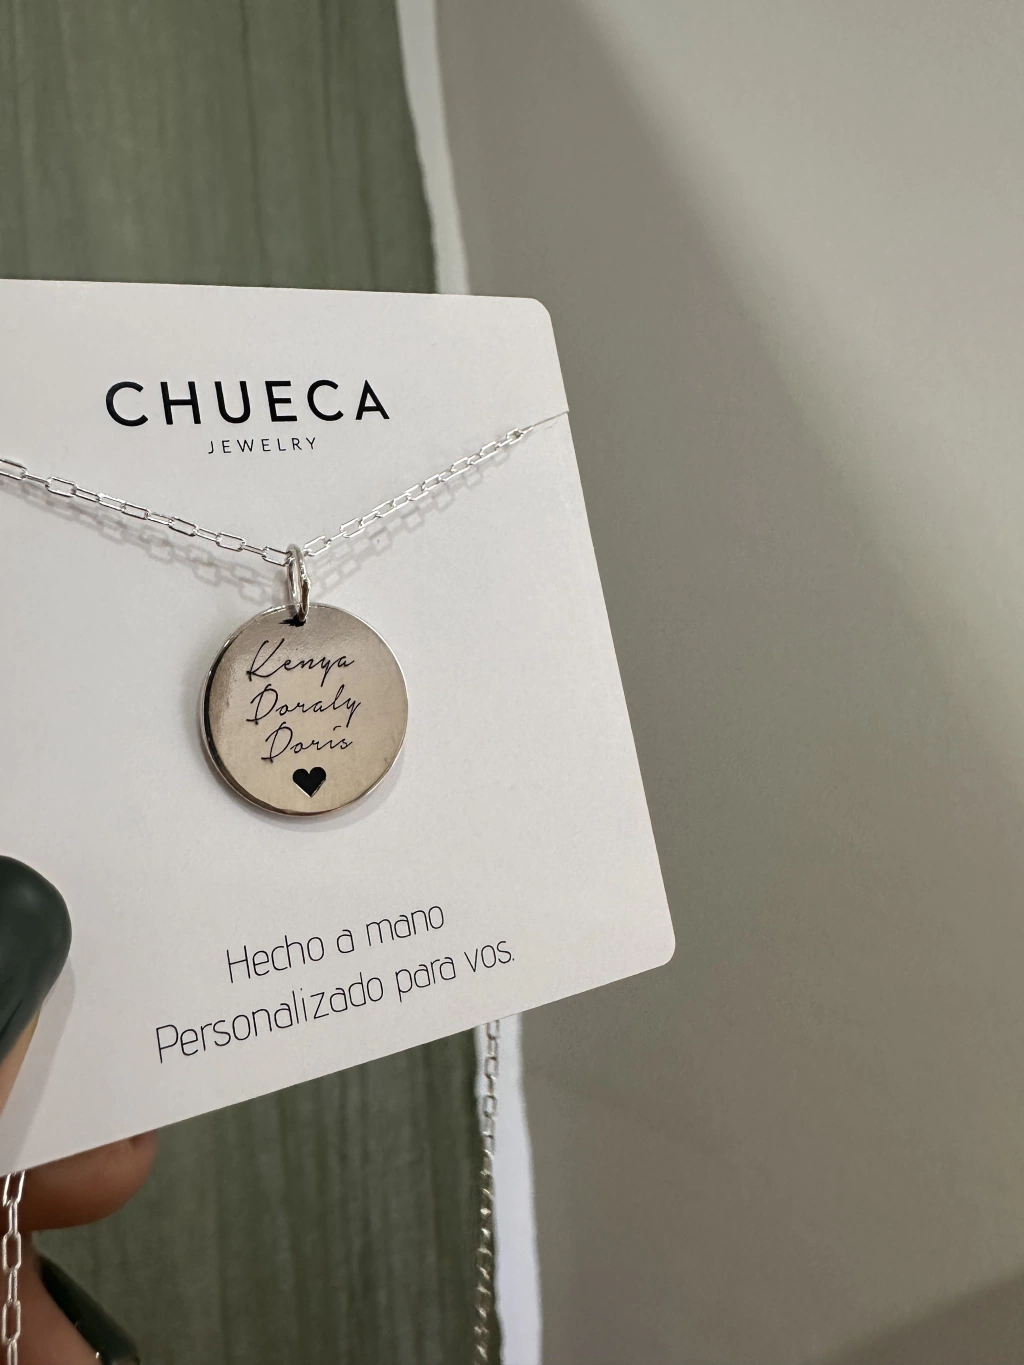 CHUECA
JEWELRY
Kenya
Doraly
Doris
Hecho a mano
Personalizado para vos.